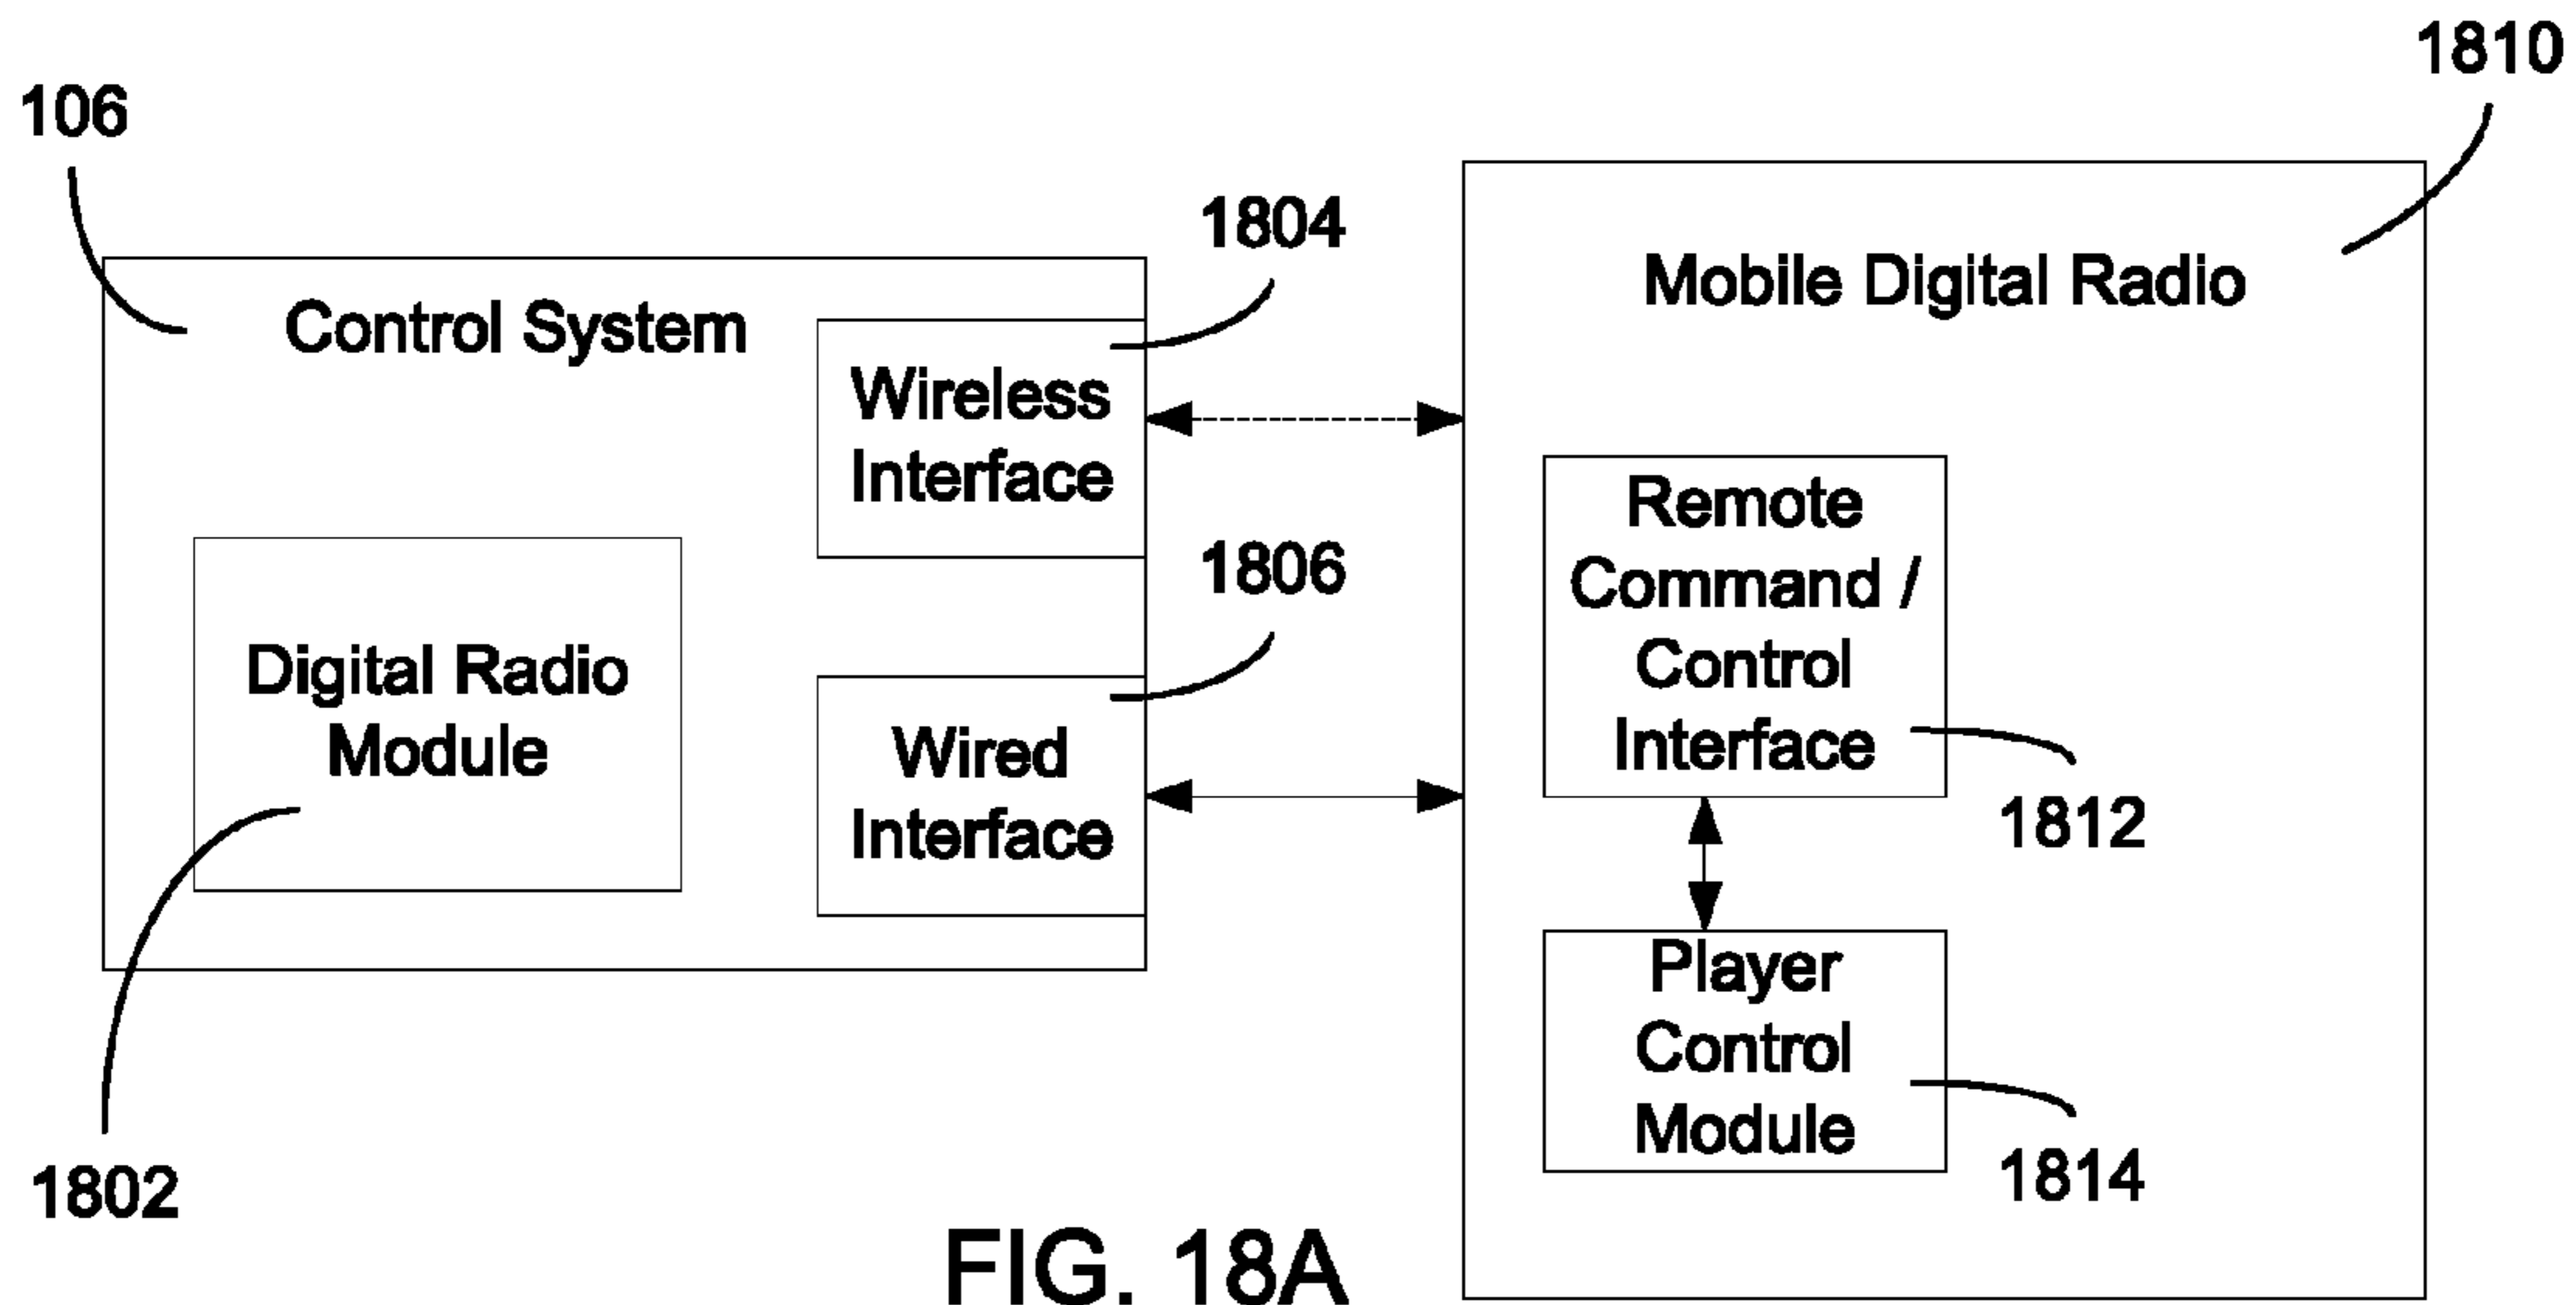 1810
106
1804
Control System
Mobile Digital Radio
Wireless
Interface
1806
Digital Radio
Module
Wired
Interface
Remote
Command /
Control
Interface
1812
Player
Control
Module
1814
1802
FIG. 18A